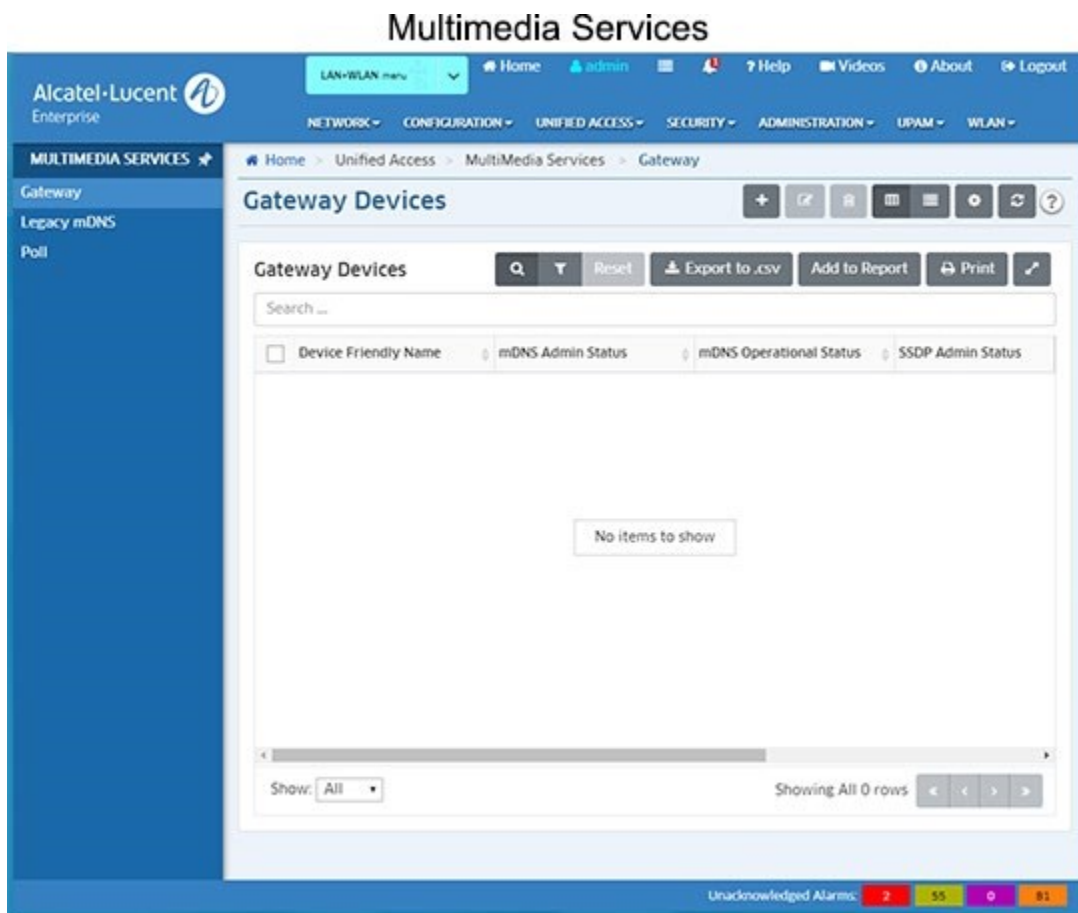 Multimedia Services
Alcatel·Lucent
Enterprise
LAN+WLAN menu
Home admin ? Help Videos About Logout
NETWORK CONFIGURATION UNIFIED ACCESS SECURITY ADMINISTRATION UPAM WLAN
MULTIMEDIA SERVICES
Gateway
Legacy mDNS
Poll
Home > Unified Access > MultiMedia Services > Gateway
Gateway Devices
?
Gateway Devices
Reset Export to .csv Add to Report Print
Search ...
Device Friendly Name mDNS Admin Status mDNS Operational Status SSDP Admin Status
No items to show
Show: All Showing All 0 rows « ‹ › »
Unacknowledged Alarms: 2 55 0 81